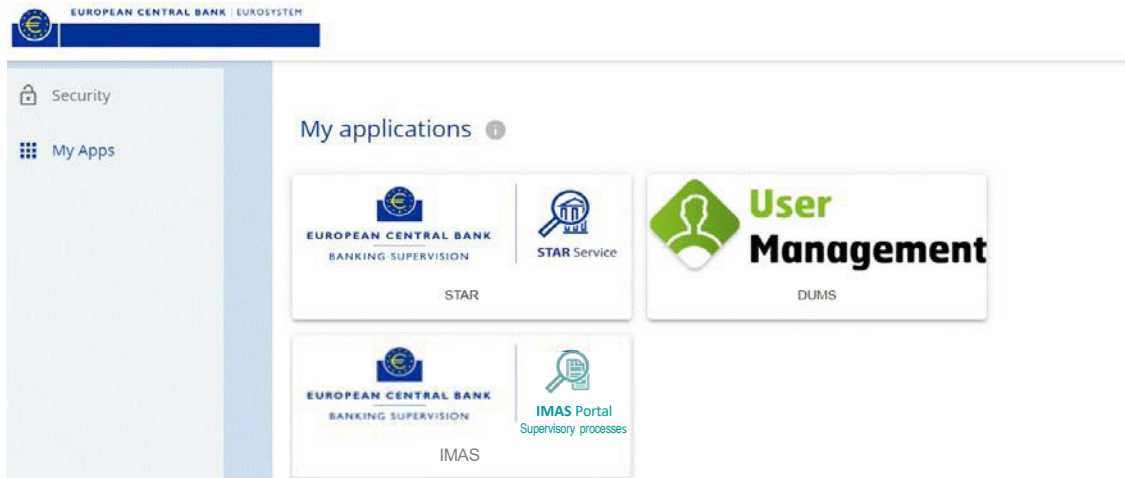 EUROPEAN CENTRAL BANK | EUROSYSTEM
Security
My Apps
My applications
EUROPEAN CENTRAL BANK
BANKING SUPERVISION
STAR Service
STAR
User
Management
DUMS
EUROPEAN CENTRAL BANK
BANKING SUPERVISION
IMAS Portal
Supervisory processes
IMAS